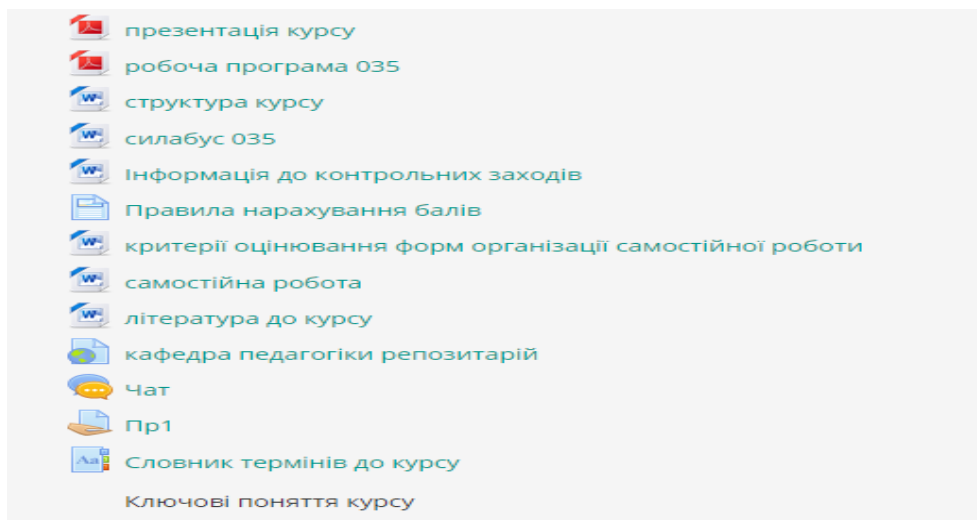 презентація курсу
робоча програма 035
структура курсу
силабус 035
Інформація до контрольних заходів
Правила нарахування балів
критерії оцінювання форм організації самостійної роботи
самостійна робота
література до курсу
кафедра педагогіки репозитарій
Чат
Пр1
Словник термінів до курсу
Ключові поняття курсу